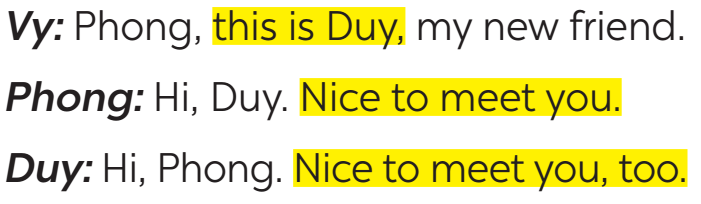 Vy: Phong, this is Duy, my new friend.
Phong: Hi, Duy. Nice to meet you.
Duy: Hi, Phong. Nice to meet you, too.